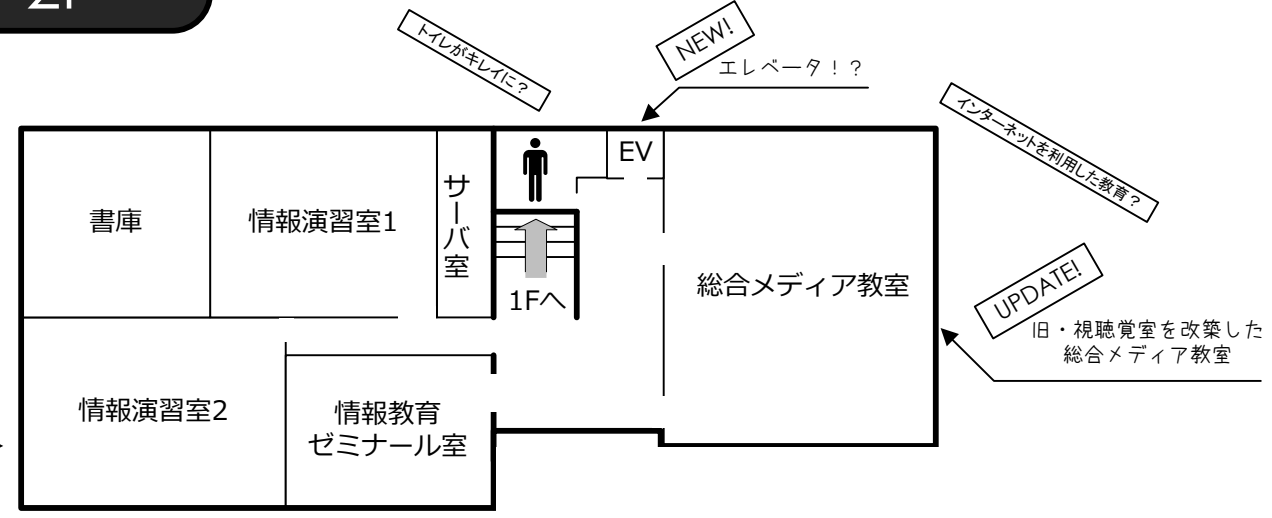 2F
トイレがキレイに？
NEW!
エレベータ！？
インターネットを利用した教育？
EV
書庫
情報演習室1
サーバ室
1Fへ
総合メディア教室
UPDATE!
旧・視聴覚室を改築した
総合メディア教室
情報演習室2
情報教育
ゼミナール室